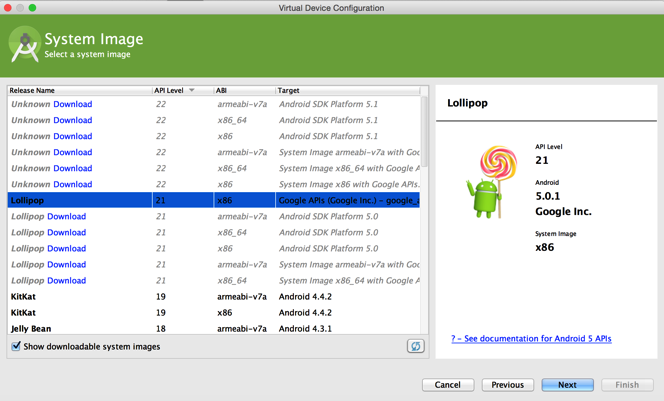 Virtual Device Configuration
System Image
Select a system image
Release Name API Level ABI Target
Unknown Download 22 armeabi-v7a Android SDK Platform 5.1
Unknown Download 22 x86_64 Android SDK Platform 5.1
Unknown Download 22 x86 Android SDK Platform 5.1
Unknown Download 22 armeabi-v7a System Image armeabi-v7a with Goo
Unknown Download 22 x86_64 System Image x86_64 with Google A
Unknown Download 22 x86 System Image x86 with Google APIs.
Lollipop 21 x86 Google APIs (Google Inc.) - google_a
Lollipop Download 21 armeabi-v7a Android SDK Platform 5.0
Lollipop Download 21 x86_64 Android SDK Platform 5.0
Lollipop Download 21 x86 Android SDK Platform 5.0
Lollipop Download 21 armeabi-v7a System Image armeabi-v7a with Goo
Lollipop Download 21 x86_64 System Image x86_64 with Google A
KitKat 19 armeabi-v7a Android 4.4.2
KitKat 19 x86 Android 4.4.2
Jelly Bean 18 armeabi-v7a Android 4.3.1
Show downloadable system images
Lollipop
API Level
21
Android
5.0.1
Google Inc.
System Image
x86
? - See documentation for Android 5 APIs
Cancel Previous Next Finish